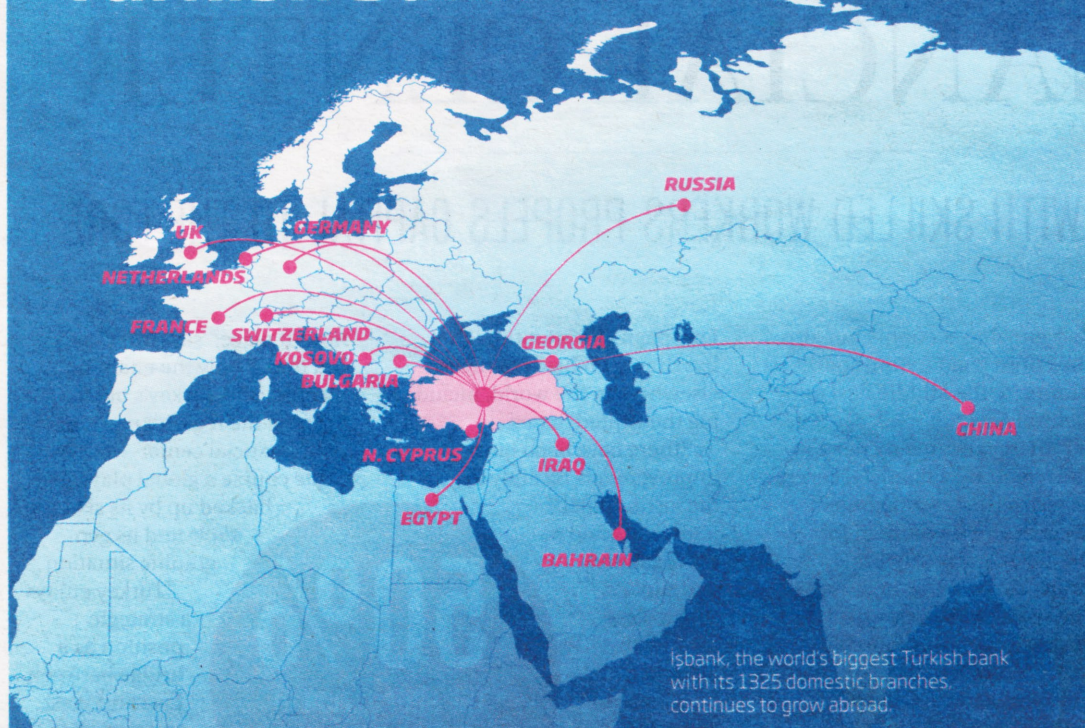 RUSSIA
UK
GERMANY
NETHERLANDS
FRANCE
SWITZERLAND
GEORGIA
KOSOVO
BULGARIA
CHINA
N. CYPRUS
IRAQ
EGYPT
BAHRAIN
İşbank, the world's biggest Turkish bank
with its 1325 domestic branches,
continues to grow abroad.